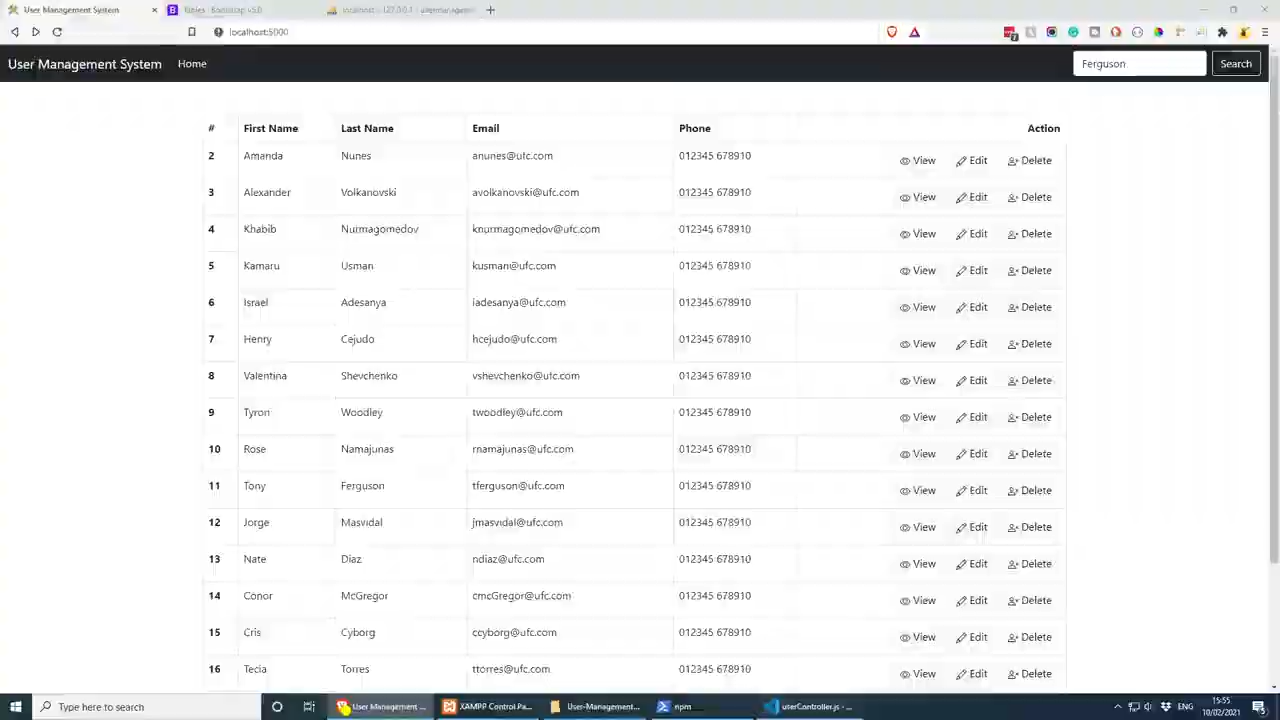 User Management System
Tables · Bootstrap v5.0
localhost / 127.0.0.1 / usermanage
localhost:5000
User Management System Home Ferguson Search
# First Name Last Name Email Phone Action
2 Amanda Nunes anunes@ufc.com 012345 678910 View Edit Delete
3 Alexander Volkanovski avolkanovski@ufc.com 012345 678910 View Edit Delete
4 Khabib Nurmagomedov knurmagomedov@ufc.com 012345 678910 View Edit Delete
5 Kamaru Usman kusman@ufc.com 012345 678910 View Edit Delete
6 Israel Adesanya iadesanya@ufc.com 012345 678910 View Edit Delete
7 Henry Cejudo hcejudo@ufc.com 012345 678910 View Edit Delete
8 Valentina Shevchenko vshevchenko@ufc.com 012345 678910 View Edit Delete
9 Tyron Woodley twoodley@ufc.com 012345 678910 View Edit Delete
10 Rose Namajunas rnamajunas@ufc.com 012345 678910 View Edit Delete
11 Tony Ferguson tferguson@ufc.com 012345 678910 View Edit Delete
12 Jorge Masvidal jmasvidal@ufc.com 012345 678910 View Edit Delete
13 Nate Diaz ndiaz@ufc.com 012345 678910 View Edit Delete
14 Conor McGregor cmcGregor@ufc.com 012345 678910 View Edit Delete
15 Cris Cyborg ccyborg@ufc.com 012345 678910 View Edit Delete
16 Tecia Torres ttorres@ufc.com 012345 678910 View Edit Delete
Type here to search
User Management ...
XAMPP Control Pa...
User-Management...
npm
userController.js - ...
ENG
15:55
10/02/2021